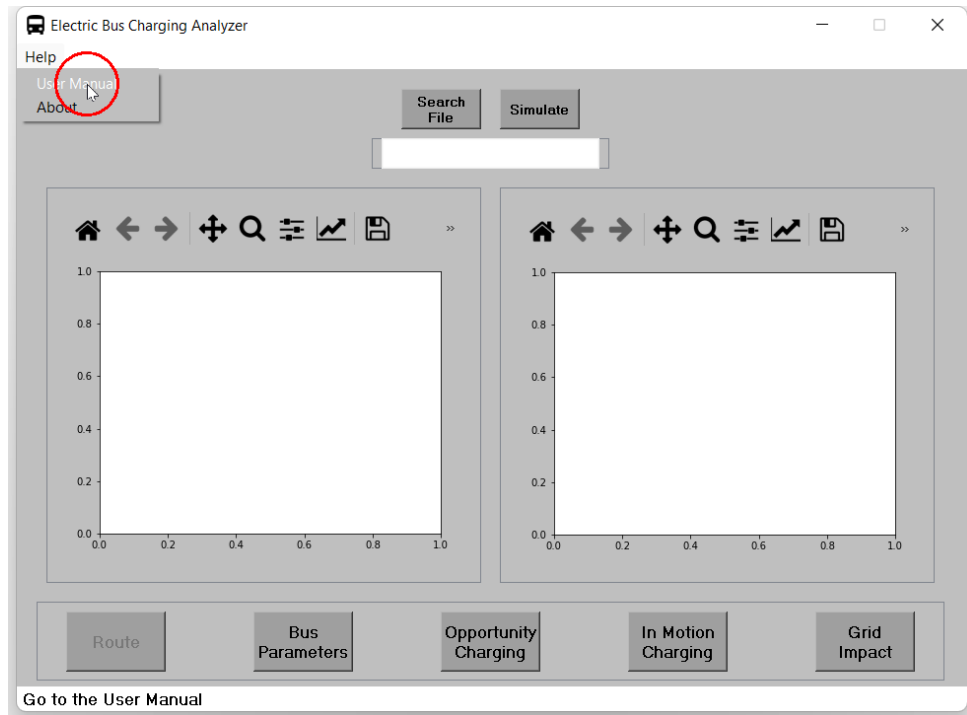 Electric Bus Charging Analyzer
Help
User Manual
About
Search
File
Simulate
»
»
1.0
0.8
0.6
0.4
0.2
0.0
0.0 0.2 0.4 0.6 0.8 1.0
1.0
0.8
0.6
0.4
0.2
0.0
0.0 0.2 0.4 0.6 0.8 1.0
Route
Bus
Parameters
Opportunity
Charging
In Motion
Charging
Grid
Impact
Go to the User Manual